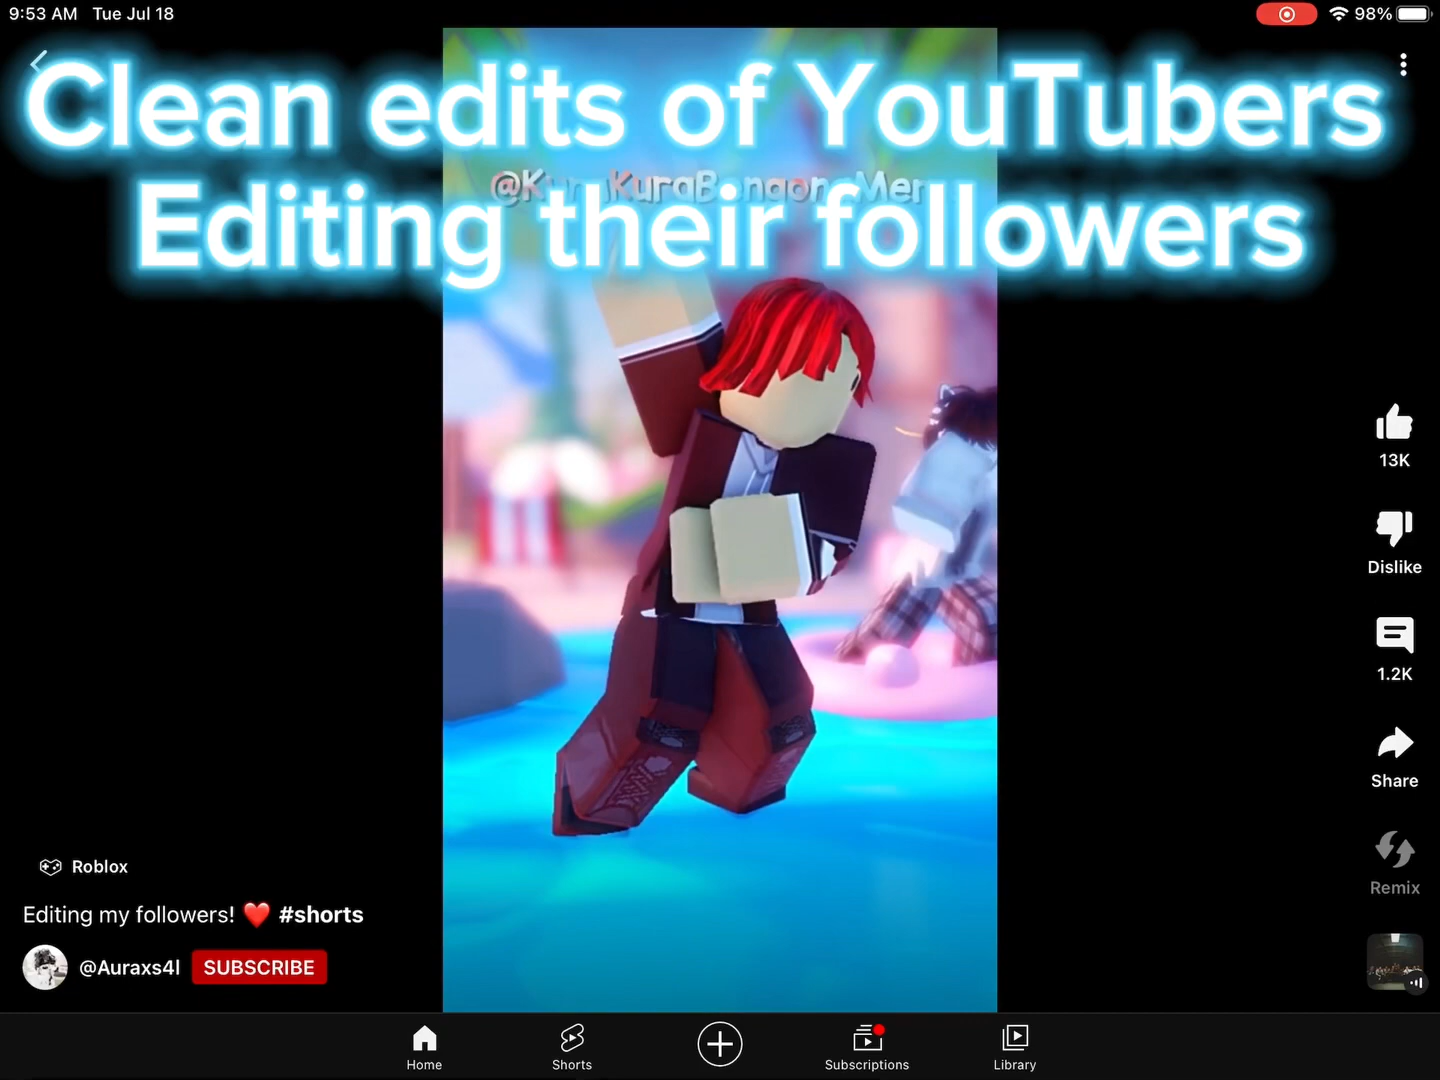 9:53 AM Tue Jul 18
98%
Clean edits of YouTubers
Editing their followers
13K
Dislike
1.2K
Share
Remix
Roblox
Editing my followers! ❤️ #shorts
@Auraxs4l SUBSCRIBE
Home Shorts Subscriptions Library